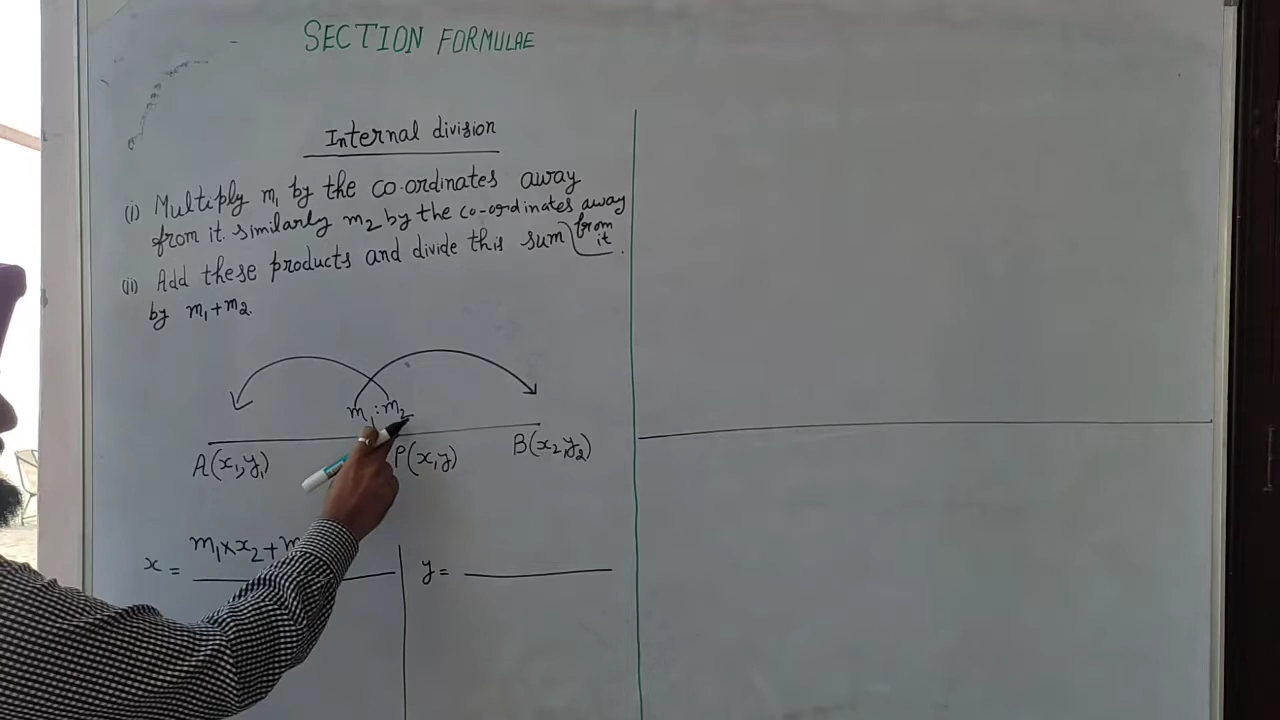 SECTION FORMULAE
Internal division
(i) Multiply m₁ by the co-ordinates away
from it. similarly m₂ by the co-ordinates away from it.
(ii) Add these products and divide this sum
by m₁+m₂.
m₁ : m₂
A(x₁,y₁) P(x,y) B(x₂,y₂)
x = m₁×x₂+m
y =